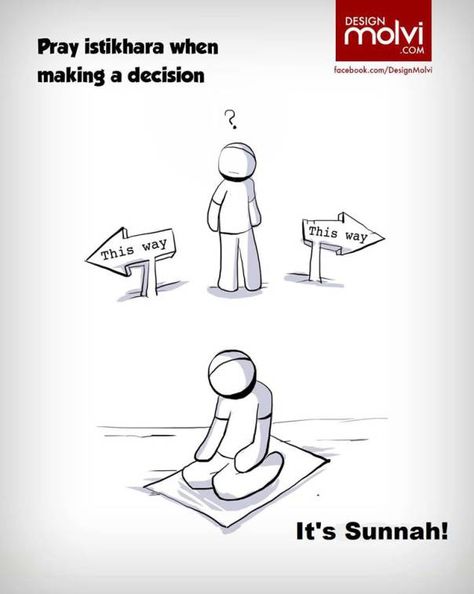 Pray istikhara when
making a decision
DESIGN
molvi
.COM
facebook.com/DesignMolvi
?
This way
This way
It's Sunnah!